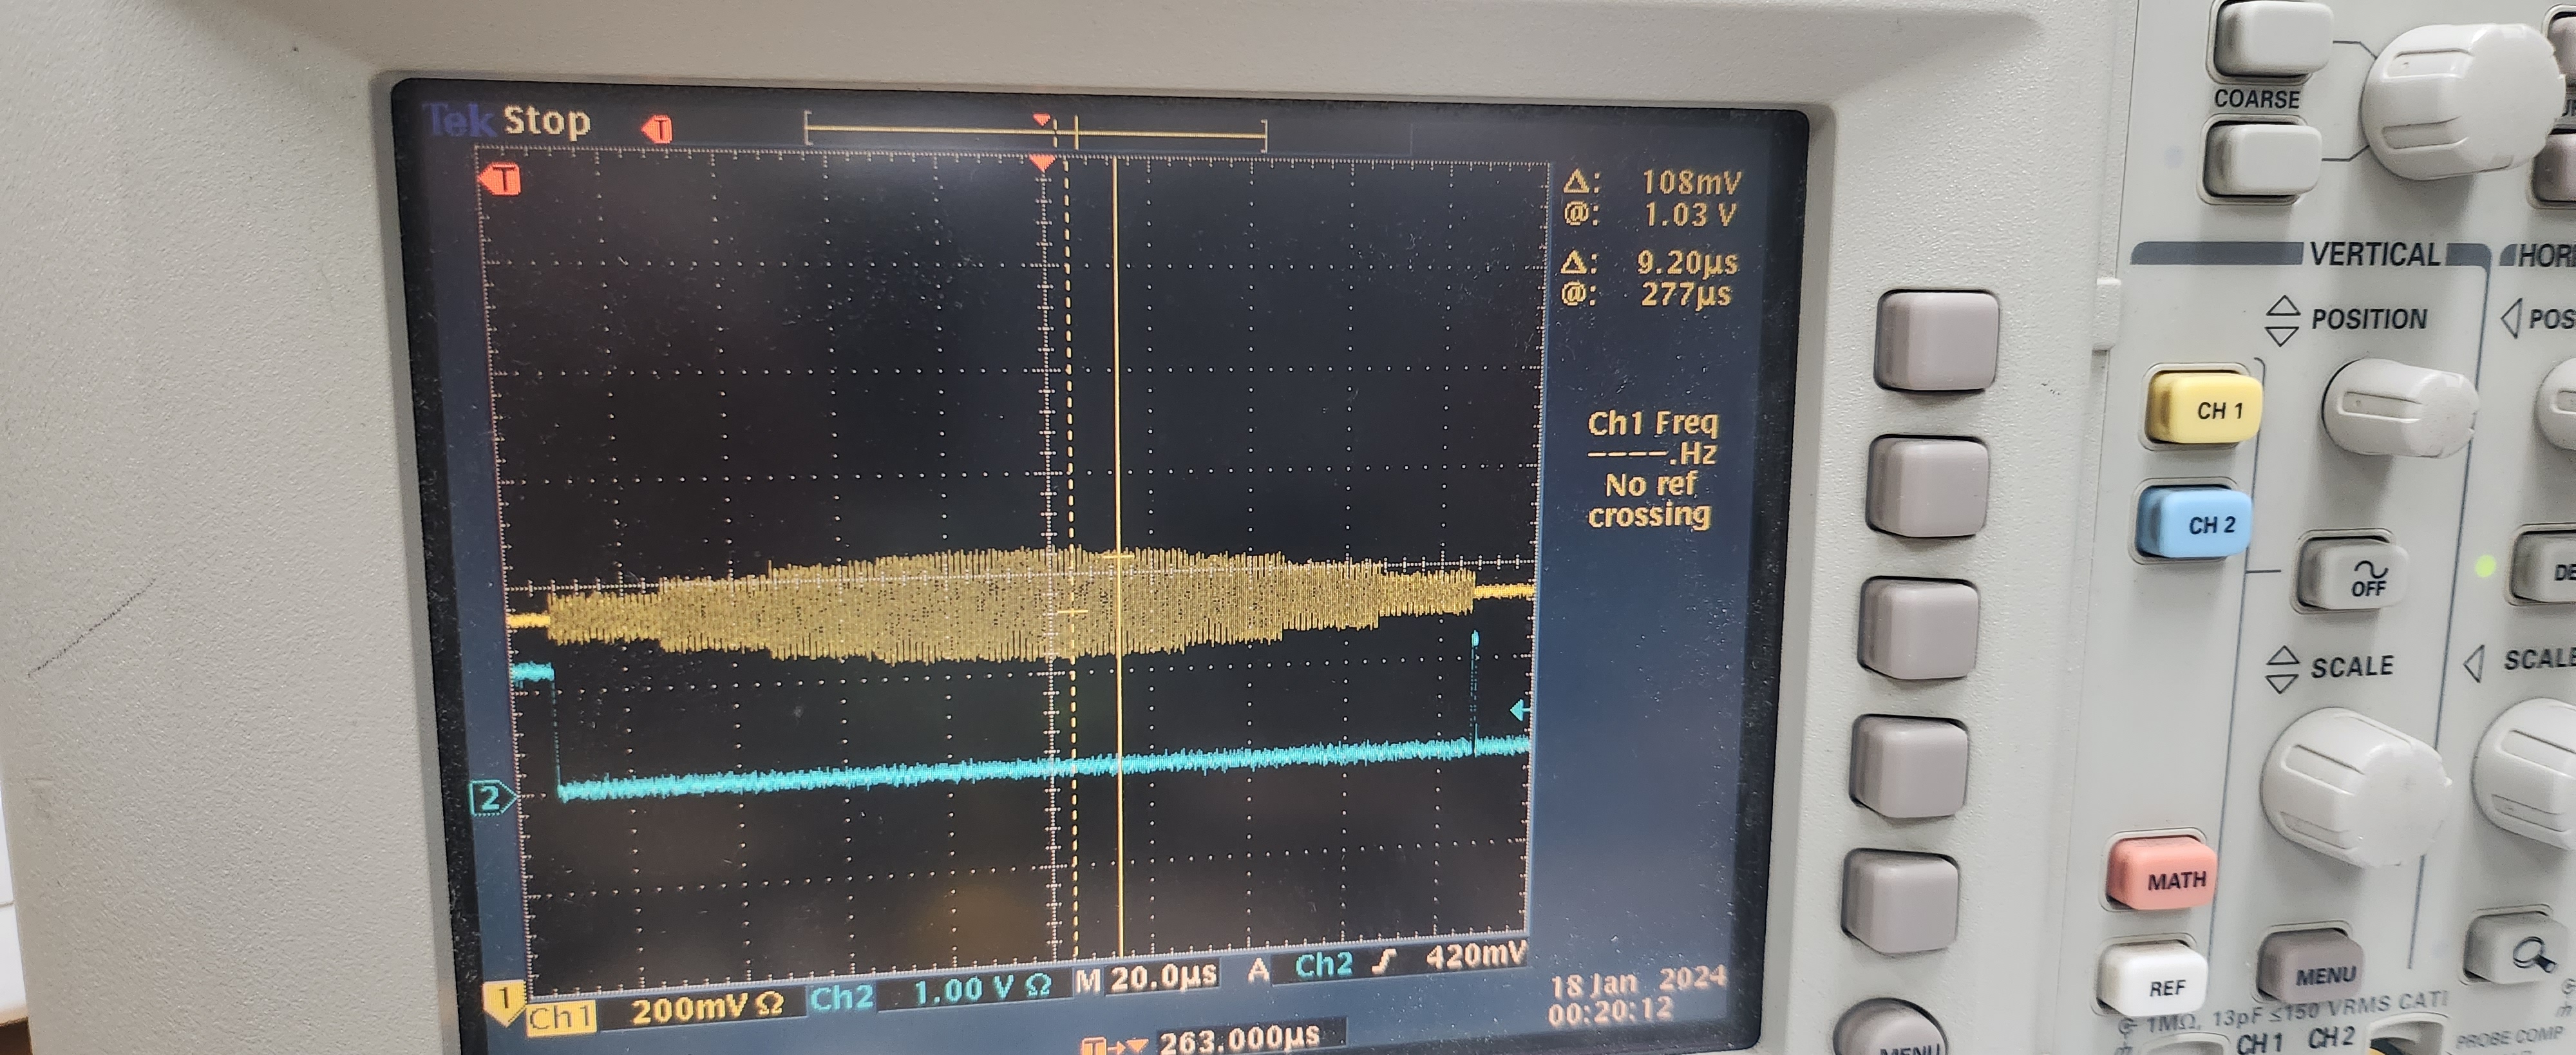 Tek Stop
T
T
Δ: 108mV
@: 1.03 V
Δ: 9.20µs
@: 277µs
Ch1 Freq
----.Hz
No ref
crossing
2
1
Ch1 200mVΩ Ch2 1.00 V Ω M 20.0µs A Ch2 420mV
18 Jan 2024
00:20:12
T 263.000µs
COARSE
VERTICAL
POSITION
CH 1
CH 2
OFF
SCALE
SCALE
MATH
REF
MENU
MENU
1MΩ, 13pF ≤150 VRMS CAT I
CH 1 CH 2
PROBE COMP
HORI
POS
DE